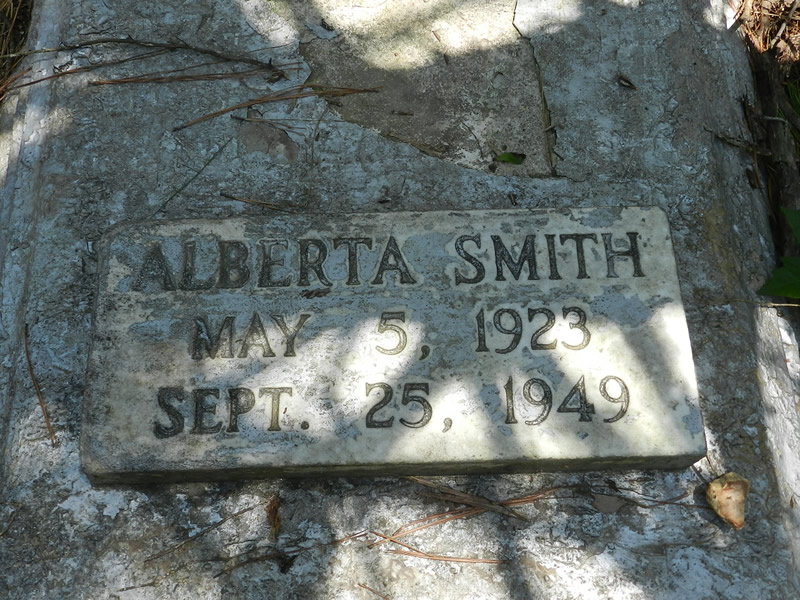 ALBERTA SMITH
MAY 5, 1923
SEPT. 25, 1949